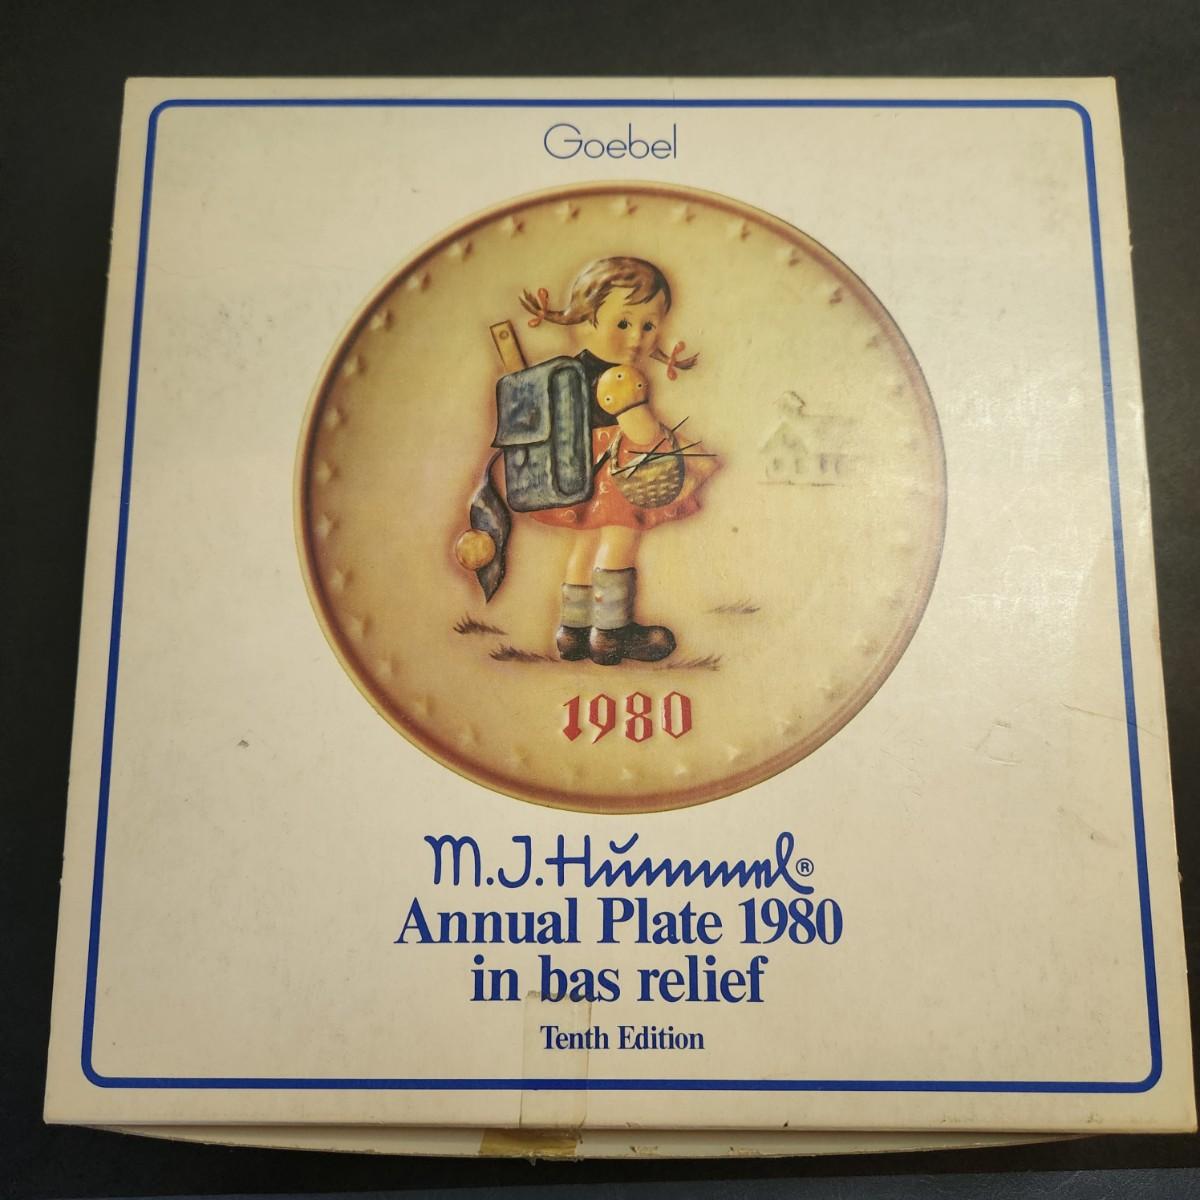 Goebel
1980
M.J.Hummel®
Annual Plate 1980
in bas relief
Tenth Edition